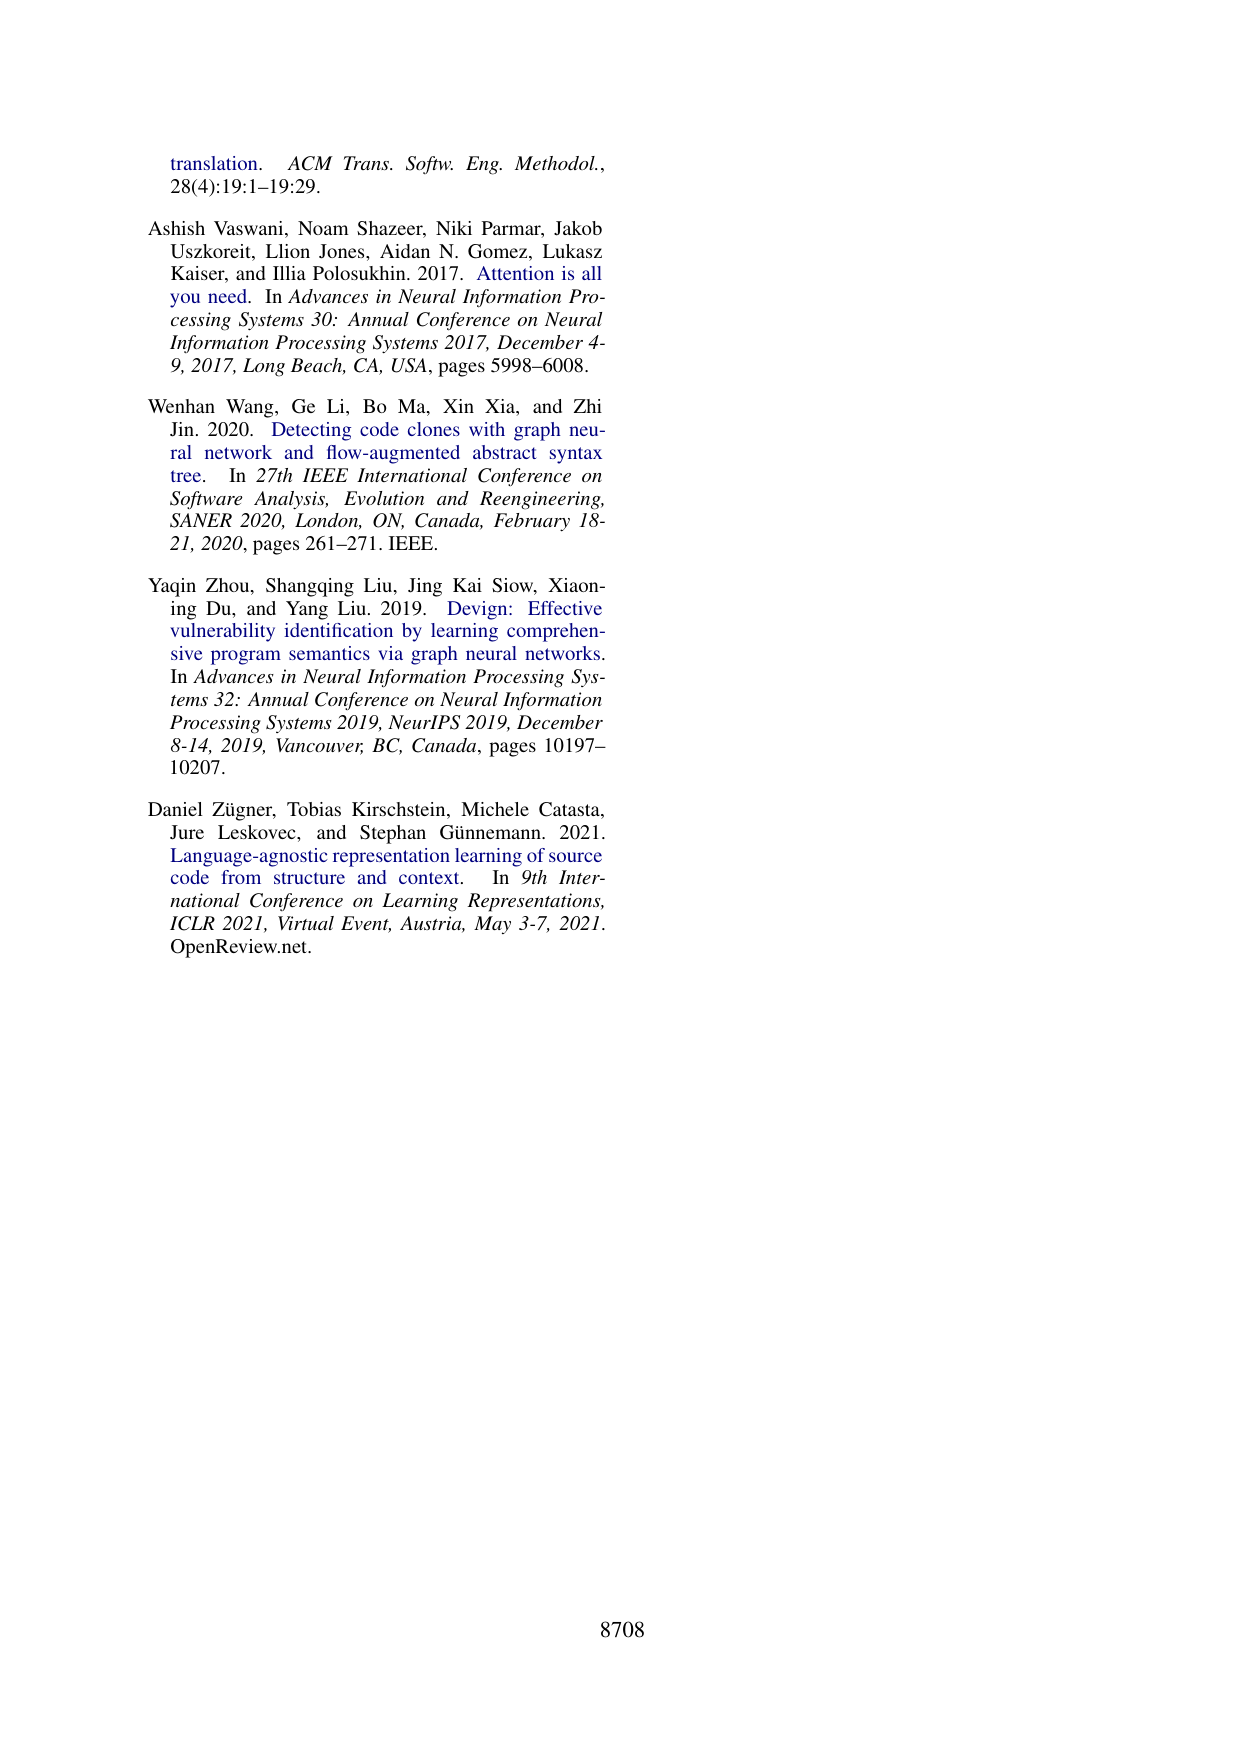 translation. ACM Trans. Softw. Eng. Methodol.,
28(4):19:1–19:29.
Ashish Vaswani, Noam Shazeer, Niki Parmar, Jakob
Uszkoreit, Llion Jones, Aidan N. Gomez, Lukasz
Kaiser, and Illia Polosukhin. 2017. Attention is all
you need. In Advances in Neural Information Pro-
cessing Systems 30: Annual Conference on Neural
Information Processing Systems 2017, December 4-
9, 2017, Long Beach, CA, USA, pages 5998–6008.
Wenhan Wang, Ge Li, Bo Ma, Xin Xia, and Zhi
Jin. 2020. Detecting code clones with graph neu-
ral network and flow-augmented abstract syntax
tree. In 27th IEEE International Conference on
Software Analysis, Evolution and Reengineering,
SANER 2020, London, ON, Canada, February 18-
21, 2020, pages 261–271. IEEE.
Yaqin Zhou, Shangqing Liu, Jing Kai Siow, Xiaon-
ing Du, and Yang Liu. 2019. Devign: Effective
vulnerability identification by learning comprehen-
sive program semantics via graph neural networks.
In Advances in Neural Information Processing Sys-
tems 32: Annual Conference on Neural Information
Processing Systems 2019, NeurIPS 2019, December
8-14, 2019, Vancouver, BC, Canada, pages 10197–
10207.
Daniel Zügner, Tobias Kirschstein, Michele Catasta,
Jure Leskovec, and Stephan Günnemann. 2021.
Language-agnostic representation learning of source
code from structure and context. In 9th Inter-
national Conference on Learning Representations,
ICLR 2021, Virtual Event, Austria, May 3-7, 2021.
OpenReview.net.
8708